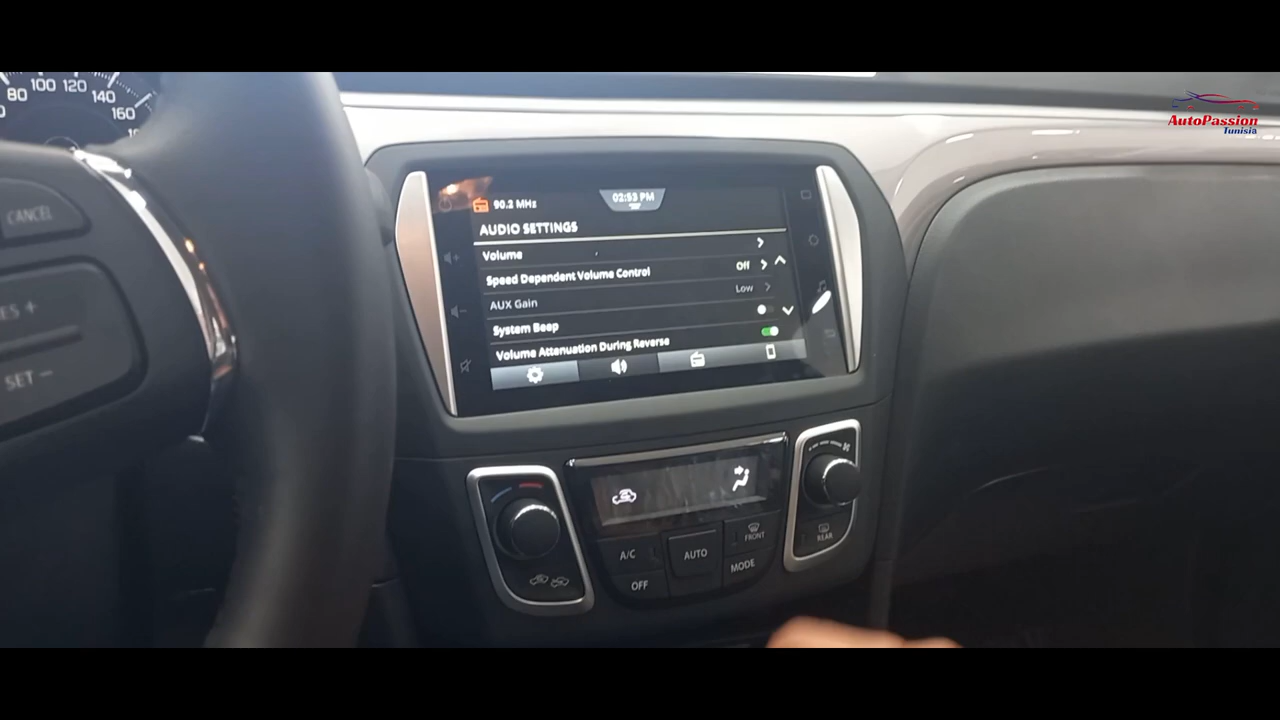 80 100 120 140 160
AutoPassion
Tunisia
CANCEL
SET −
90.2 MHz
02:53 PM
AUDIO SETTINGS
Volume
Speed Dependent Volume Control Off
AUX Gain Low
System Beep
Volume Attenuation During Reverse
A/C
AUTO
FRONT
REAR
OFF
MODE